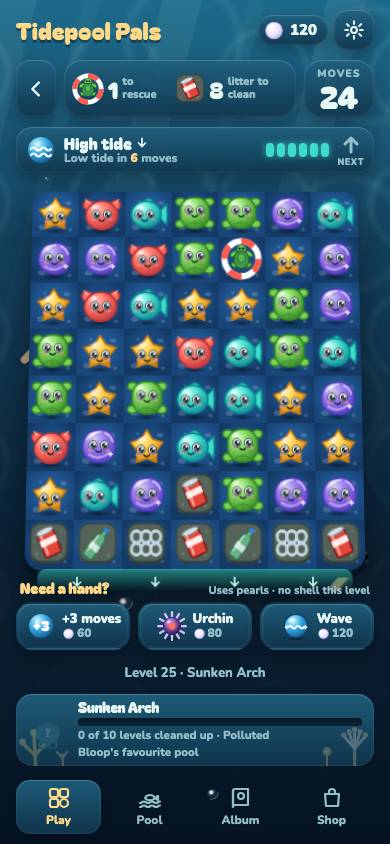 Tidepool Pals
120
1 to rescue
8 litter to clean
MOVES
24
High tide
Low tide in 6 moves
NEXT
Need a hand?
Uses pearls · no shell this level
+3
+3 moves
60
Urchin
80
Wave
120
Level 25 · Sunken Arch
Sunken Arch
0 of 10 levels cleaned up · Polluted
Bloop's favourite pool
Play
Pool
Album
Shop